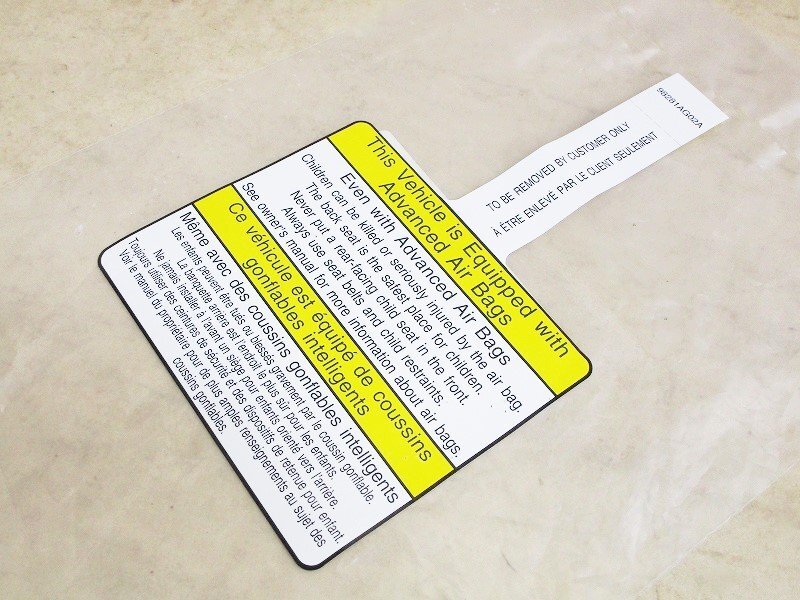 98281AG02A
TO BE REMOVED BY CUSTOMER ONLY
À ÊTRE ENLEVÉ PAR LE CLIENT SEULEMENT
This Vehicle is Equipped with
Advanced Air Bags
Even with Advanced Air Bags
Children can be killed or seriously injured by the air bag.
The back seat is the safest place for children.
Never put a rear-facing child seat in the front.
Always use seat belts and child restraints.
See owner's manual for more information about air bags.
Ce véhicule est équipé de coussins
gonflables intelligents
Même avec des coussins gonflables intelligents
Les enfants peuvent être tués ou blessés gravement par le coussin gonflable.
La banquette arrière est l'endroit le plus sûr pour les enfants.
Ne jamais installer à l'avant un siège pour enfants orienté vers l'arrière.
Toujours utiliser des ceintures de sécurité et des dispositifs de retenue pour enfant.
Voir le manuel du propriétaire pour de plus amples renseignements au sujet des
coussins gonflables